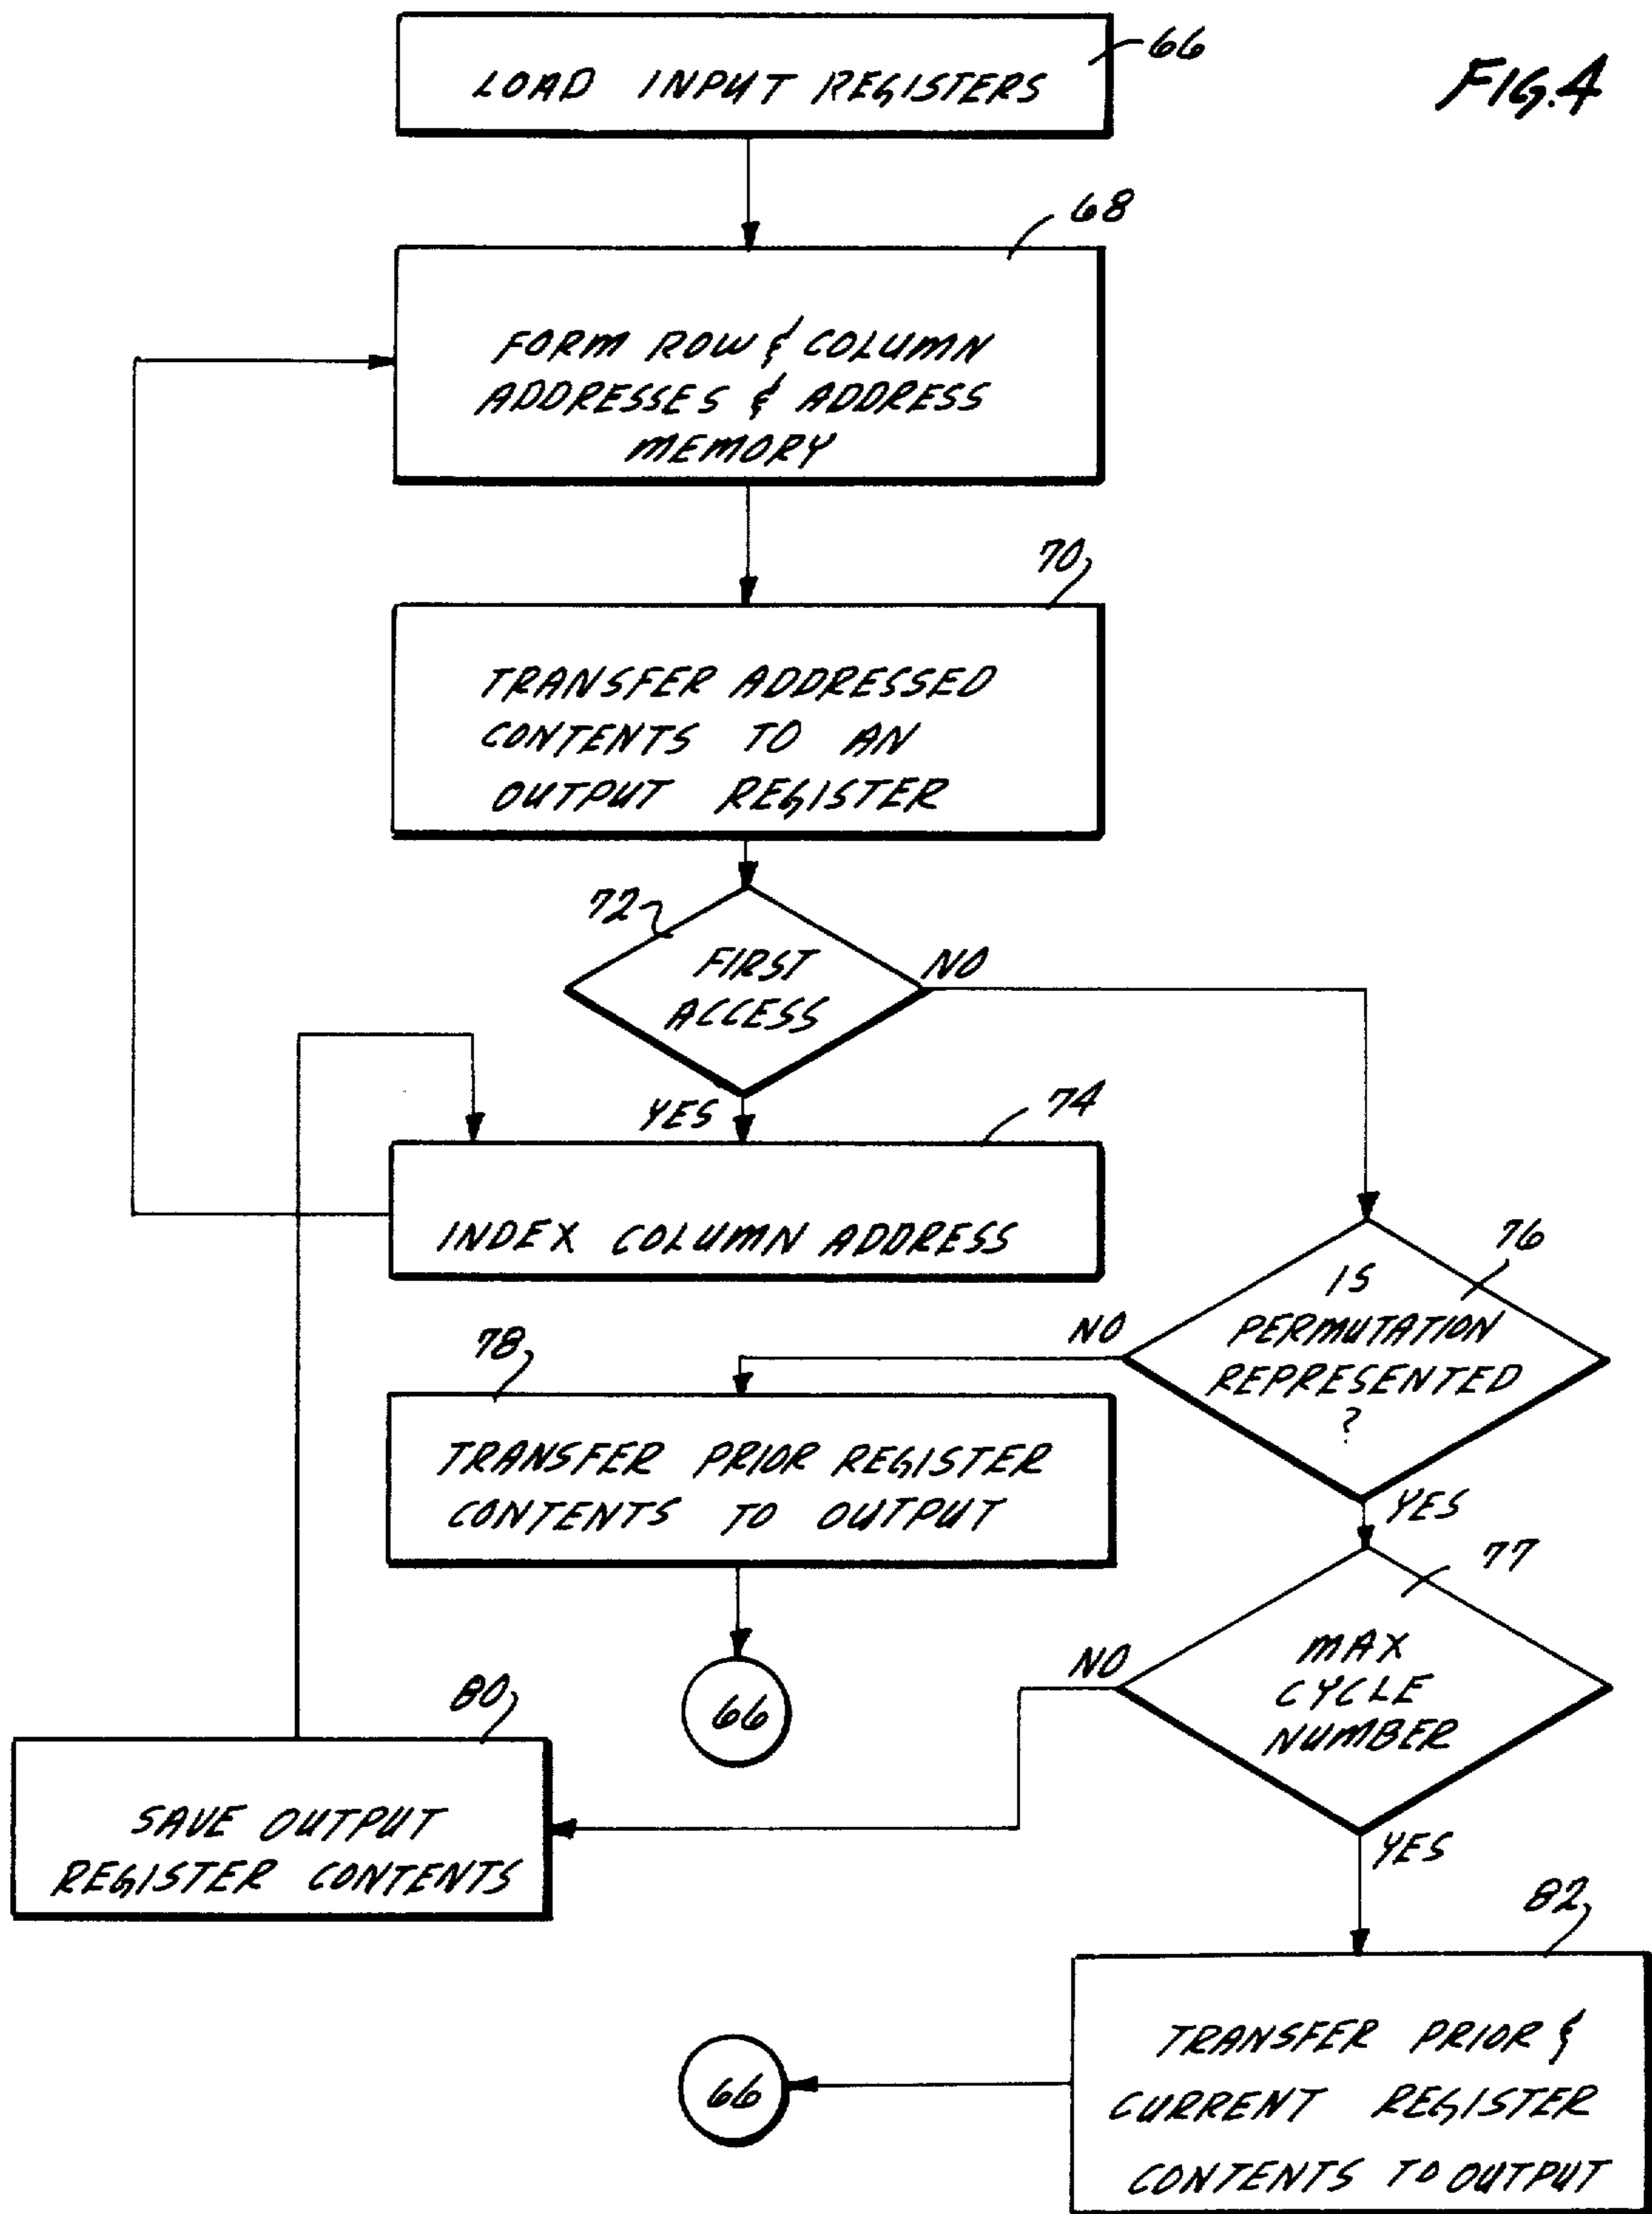 FIG. 4
66
LOAD INPUT REGISTERS
68
FORM ROW & COLUMN
ADDRESSES & ADDRESS
MEMORY
70
TRANSFER ADDRESSED
CONTENTS TO AN
OUTPUT REGISTER
72
FIRST
ACCESS
NO
YES
74
INDEX COLUMN ADDRESS
76
IS
PERMUTATION
REPRESENTED
?
NO
YES
78
TRANSFER PRIOR REGISTER
CONTENTS TO OUTPUT
66
77
MAX
CYCLE
NUMBER
NO
YES
80
SAVE OUTPUT
REGISTER CONTENTS
82
TRANSFER PRIOR &
CURRENT REGISTER
CONTENTS TO OUTPUT
66